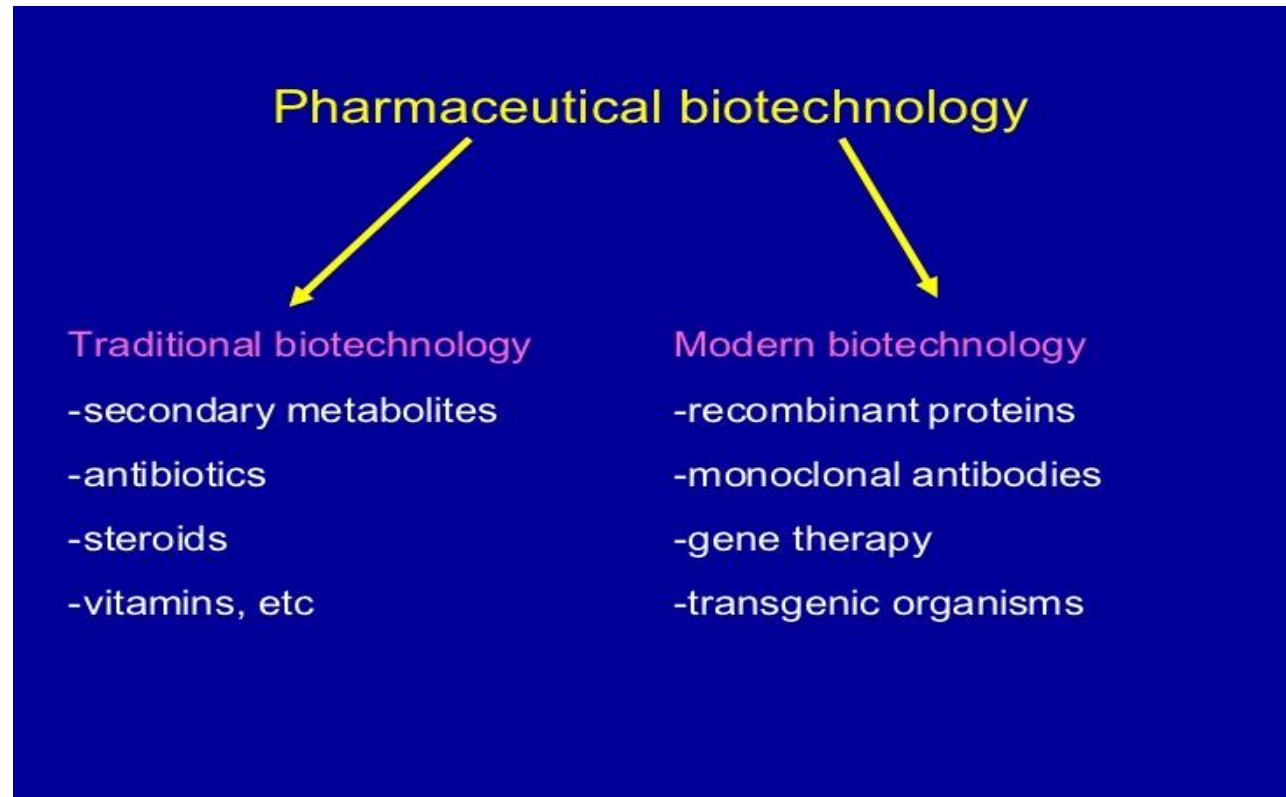 Pharmaceutical biotechnology
Traditional biotechnology
-secondary metabolites
-antibiotics
-steroids
-vitamins, etc
Modern biotechnology
-recombinant proteins
-monoclonal antibodies
-gene therapy
-transgenic organisms